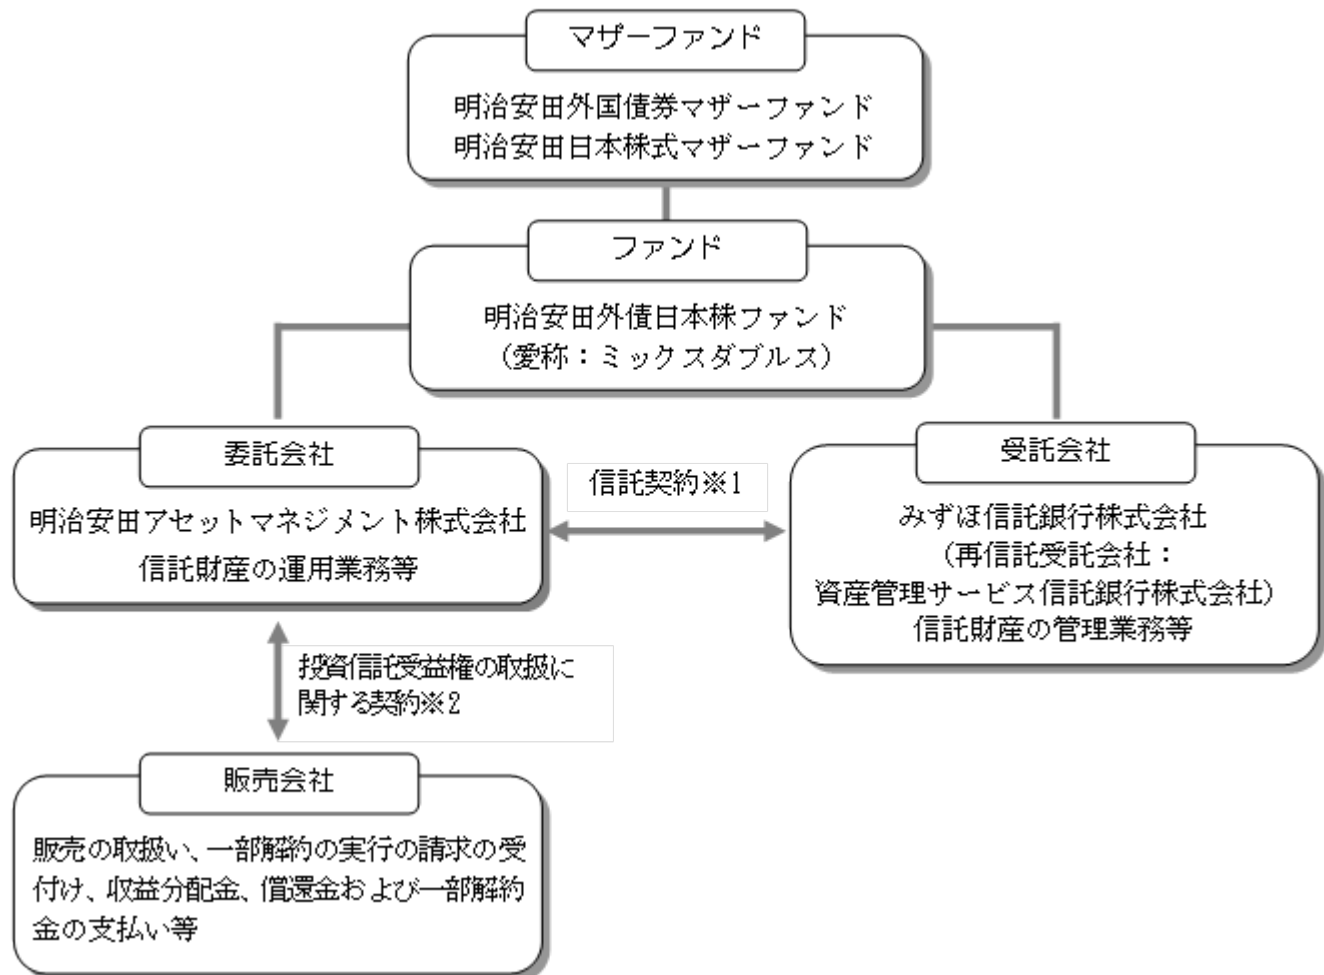 マザーファンド
明治安田外国債券マザーファンド
明治安田日本株式マザーファンド
ファンド
明治安田外債日本株ファンド
（愛称：ミックスダブルス）
委託会社
明治安田アセットマネジメント株式会社
信託財産の運用業務等
信託契約※1
受託会社
みずほ信託銀行株式会社
（再信託受託会社：
資産管理サービス信託銀行株式会社）
信託財産の管理業務等
投資信託受益権の取扱に
関する契約※2
販売会社
販売の取扱い、一部解約の実行の請求の受
付け、収益分配金、償還金および一部解約
金の支払い等